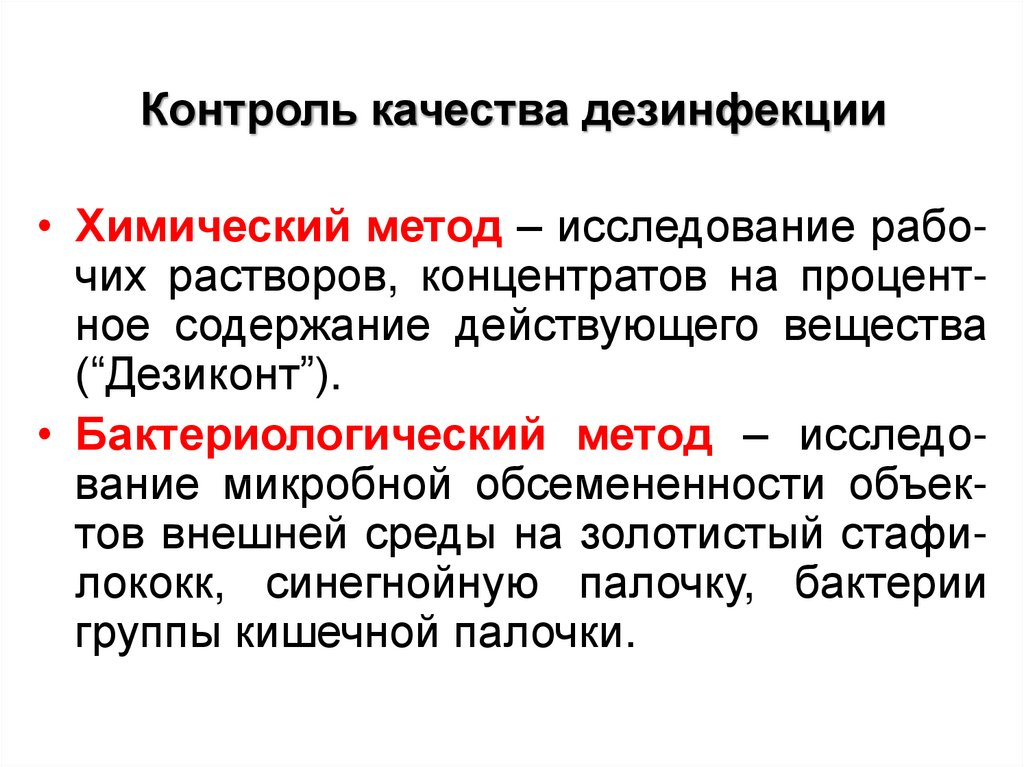 Контроль качества дезинфекции
• Химический метод – исследование рабо-
чих растворов, концентратов на процент-
ное содержание действующего вещества
(“Дезиконт”).
• Бактериологический метод – исследо-
вание микробной обсемененности объек-
тов внешней среды на золотистый стафи-
лококк, синегнойную палочку, бактерии
группы кишечной палочки.